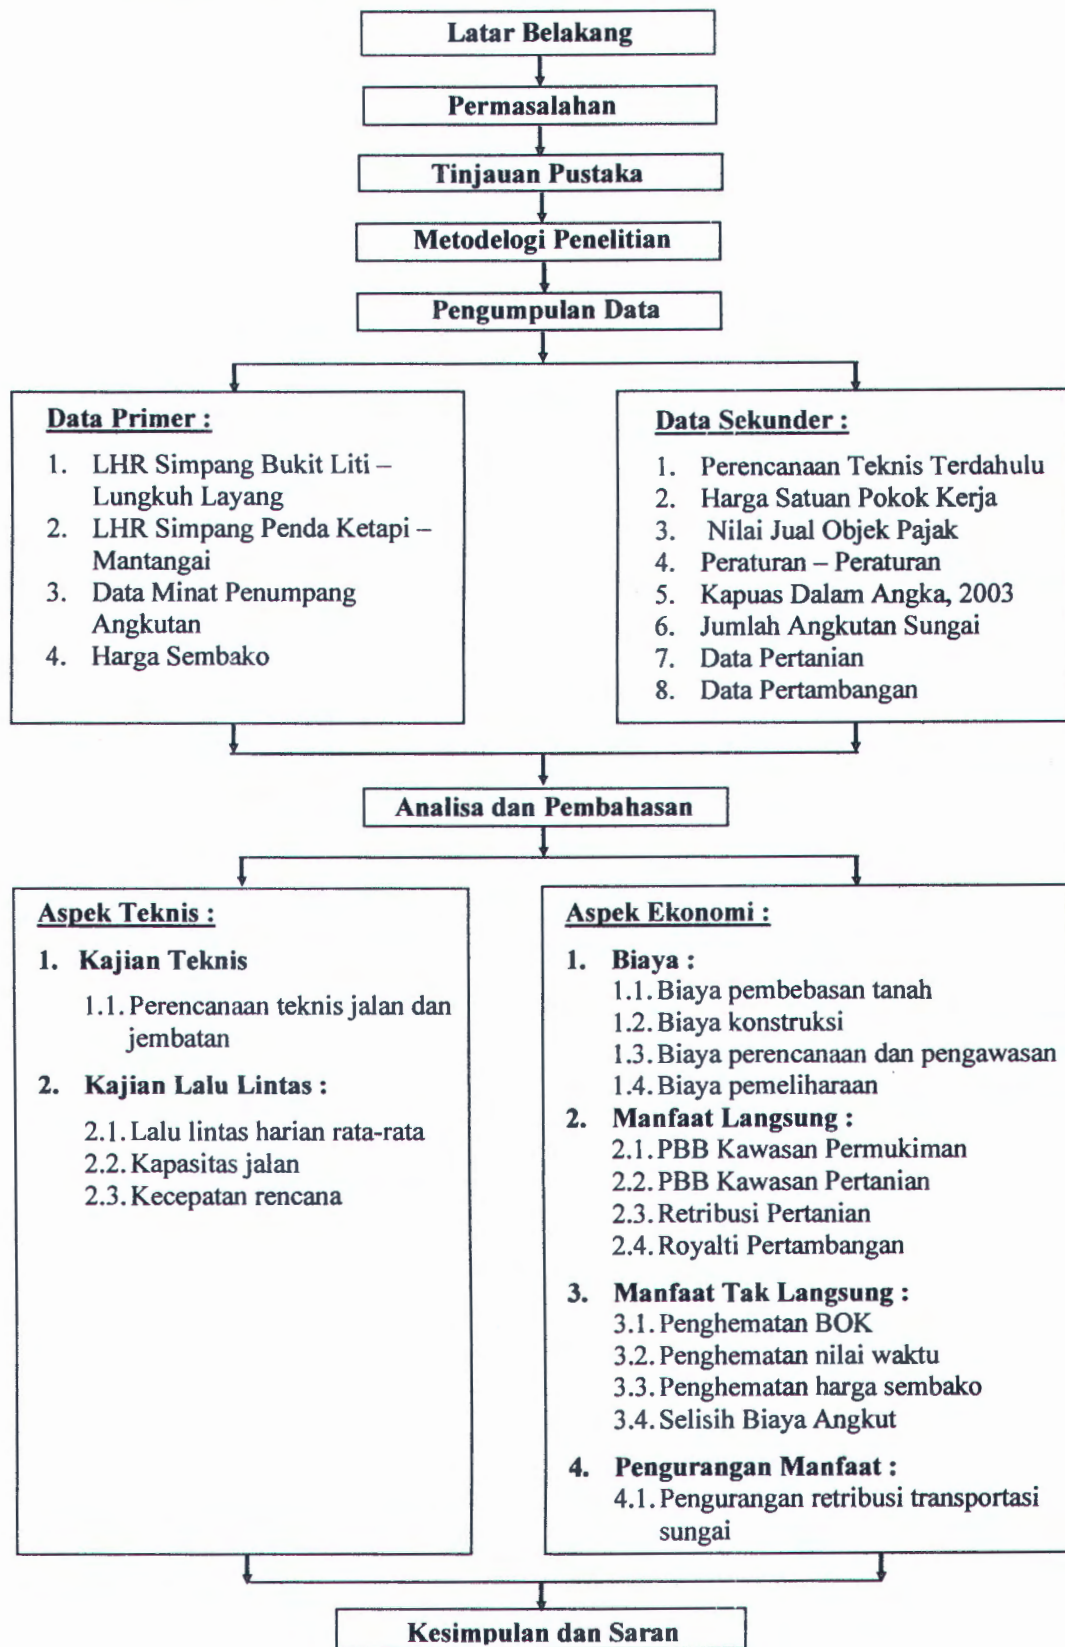 Latar Belakang
Permasalahan
Tinjauan Pustaka
Metodelogi Penelitian
Pengumpulan Data
Data Primer :
1. LHR Simpang Bukit Liti –
Lungkuh Layang
2. LHR Simpang Penda Ketapi –
Mantangai
3. Data Minat Penumpang
Angkutan
4. Harga Sembako
Data Sekunder :
1. Perencanaan Teknis Terdahulu
2. Harga Satuan Pokok Kerja
3. Nilai Jual Objek Pajak
4. Peraturan – Peraturan
5. Kapuas Dalam Angka, 2003
6. Jumlah Angkutan Sungai
7. Data Pertanian
8. Data Pertambangan
Analisa dan Pembahasan
Aspek Teknis :
1. Kajian Teknis
1.1. Perencanaan teknis jalan dan
jembatan
2. Kajian Lalu Lintas :
2.1. Lalu lintas harian rata-rata
2.2. Kapasitas jalan
2.3. Kecepatan rencana
Aspek Ekonomi :
1. Biaya :
1.1. Biaya pembebasan tanah
1.2. Biaya konstruksi
1.3. Biaya perencanaan dan pengawasan
1.4. Biaya pemeliharaan
2. Manfaat Langsung :
2.1. PBB Kawasan Permukiman
2.2. PBB Kawasan Pertanian
2.3. Retribusi Pertanian
2.4. Royalti Pertambangan
3. Manfaat Tak Langsung :
3.1. Penghematan BOK
3.2. Penghematan nilai waktu
3.3. Penghematan harga sembako
3.4. Selisih Biaya Angkut
4. Pengurangan Manfaat :
4.1. Pengurangan retribusi transportasi
sungai
Kesimpulan dan Saran